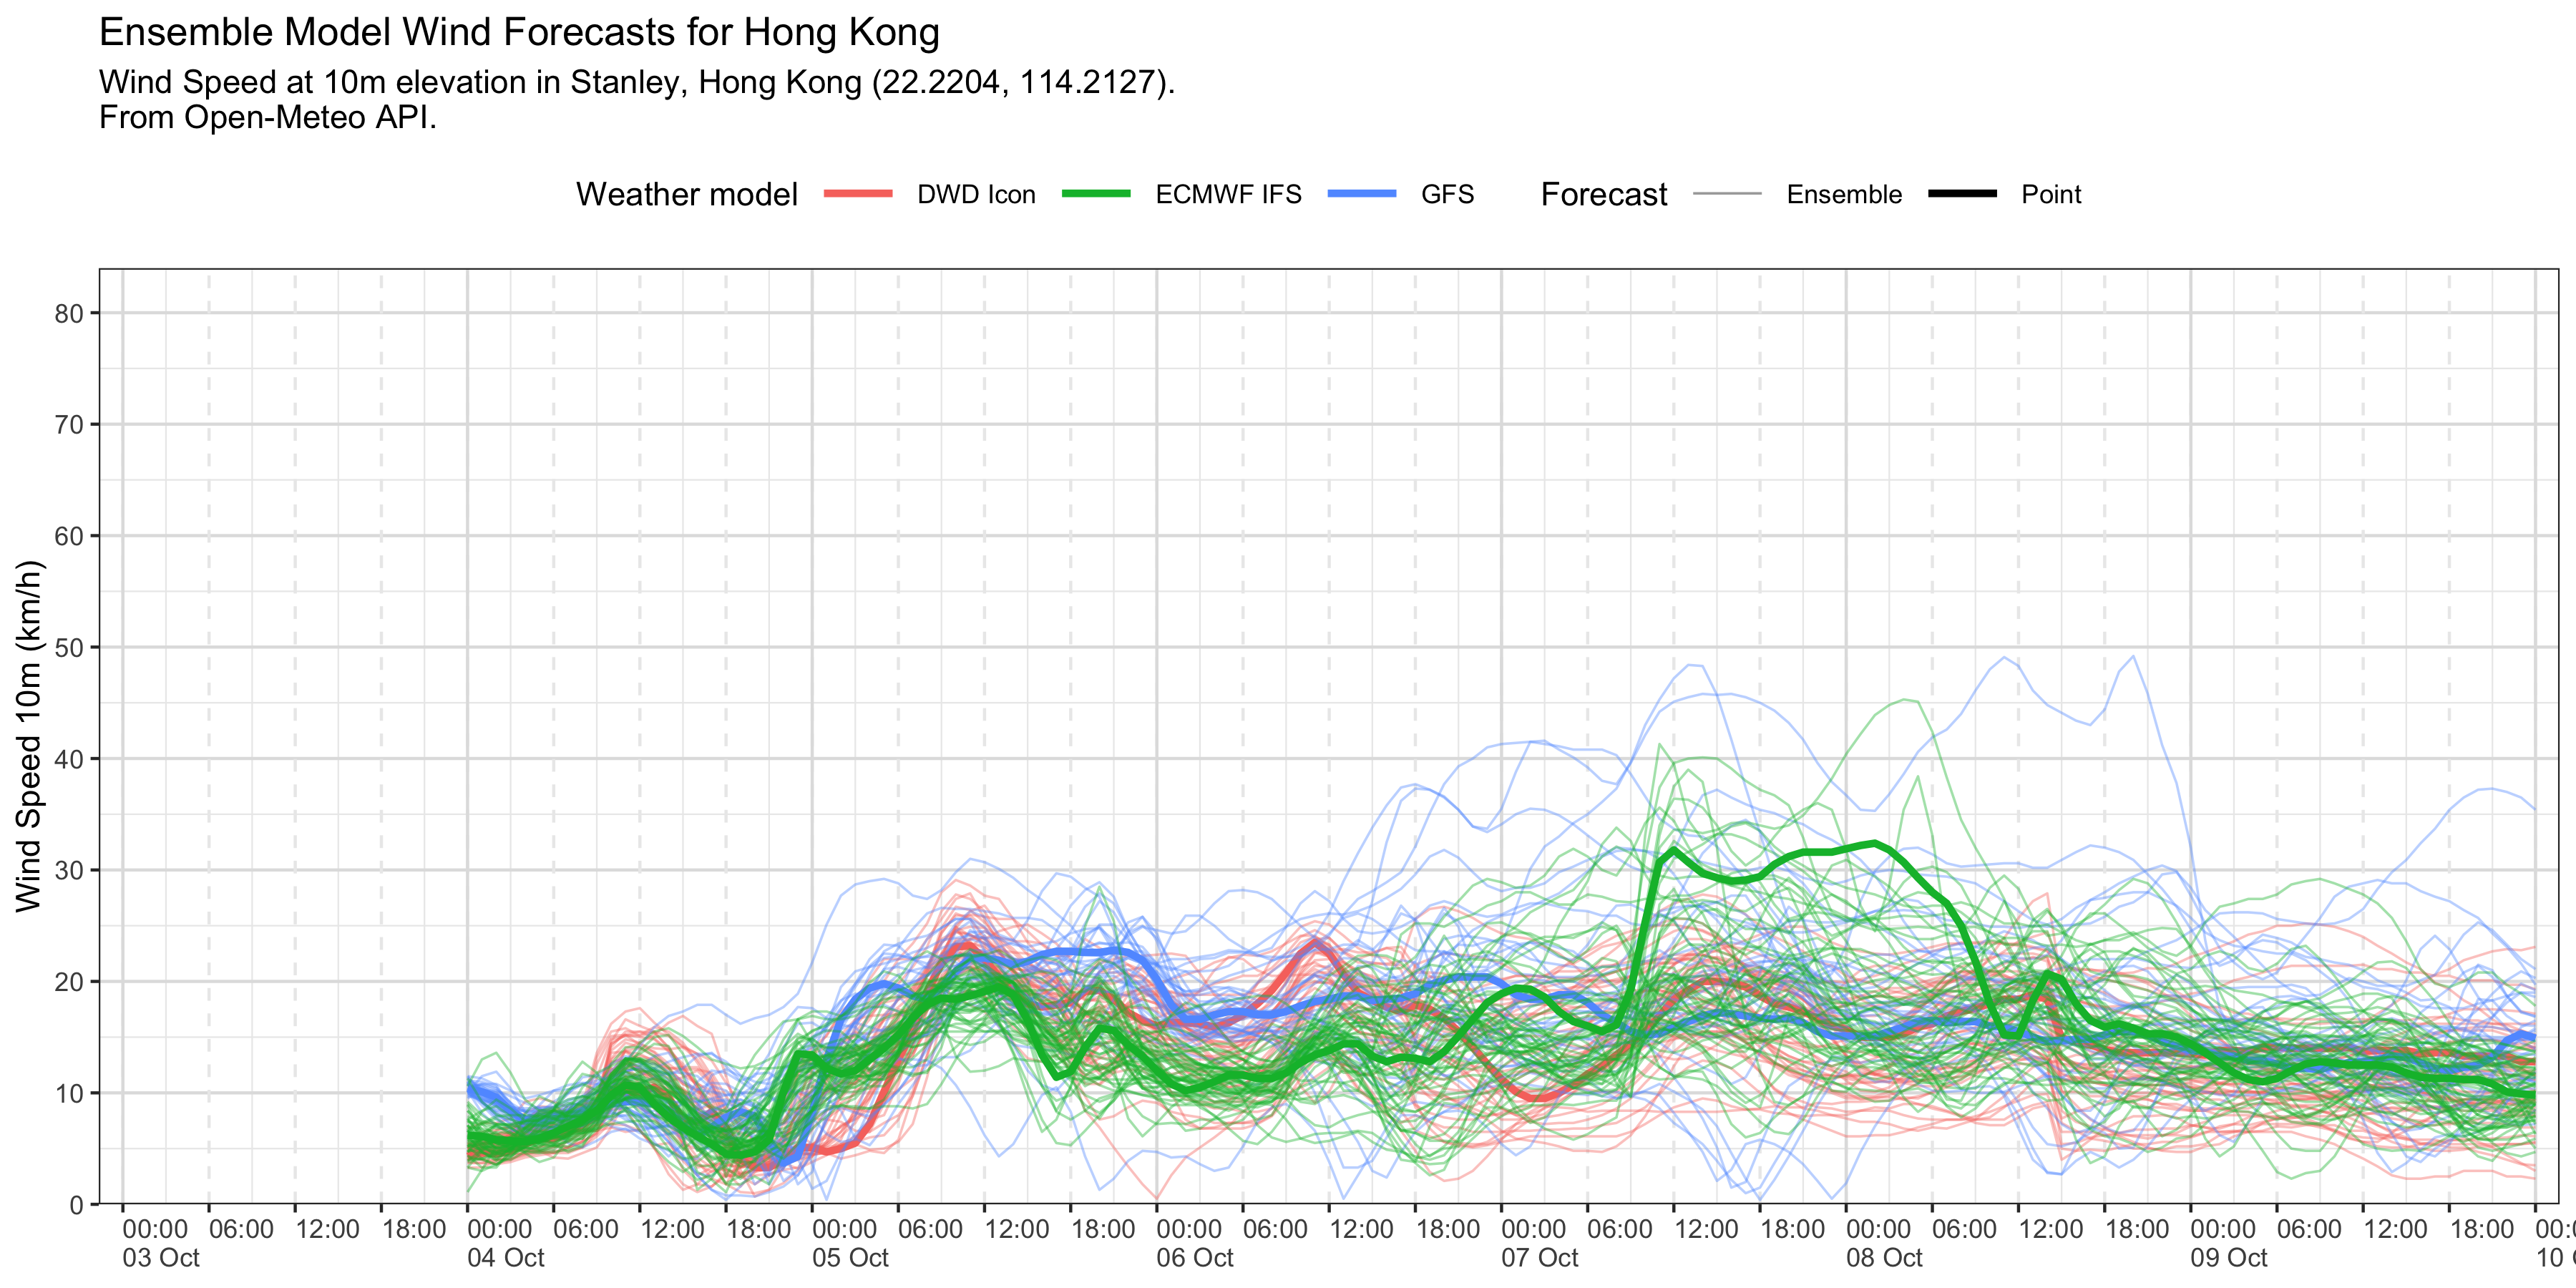 Ensemble Model Wind Forecasts for Hong Kong
Wind Speed at 10m elevation in Stanley, Hong Kong (22.2204, 114.2127).
From Open-Meteo API.
Weather model DWD Icon ECMWF IFS GFS Forecast Ensemble Point
Wind Speed 10m (km/h)
80
70
60
50
40
30
20
10
0
00:00 06:00 12:00 18:00 00:00 06:00 12:00 18:00 00:00 06:00 12:00 18:00 00:00 06:00 12:00 18:00 00:00 06:00 12:00 18:00 00:00 06:00 12:00 18:00 00:00 06:00 12:00 18:00
03 Oct 04 Oct 05 Oct 06 Oct 07 Oct 08 Oct 09 Oct 10